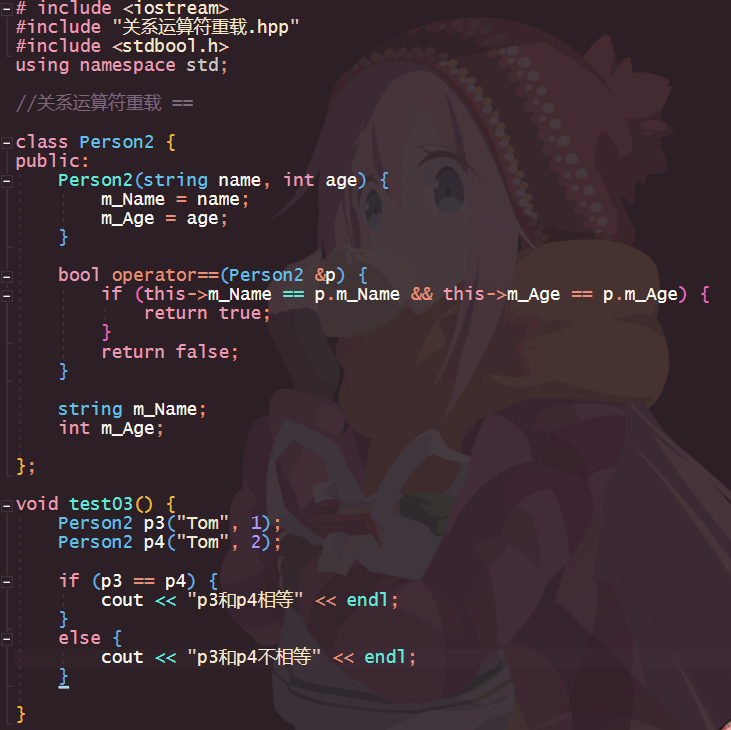 # include <iostream>
#include "关系运算符重载.hpp"
#include <stdbool.h>
using namespace std;
//关系运算符重载 ==
class Person2 {
public:
    Person2(string name, int age) {
        m_Name = name;
        m_Age = age;
    }
    bool operator==(Person2 &p) {
        if (this->m_Name == p.m_Name && this->m_Age == p.m_Age) {
            return true;
        }
        return false;
    }
    string m_Name;
    int m_Age;
};
void test03() {
    Person2 p3("Tom", 1);
    Person2 p4("Tom", 2);
    if (p3 == p4) {
        cout << "p3和p4相等" << endl;
    }
    else {
        cout << "p3和p4不相等" << endl;
    }
}